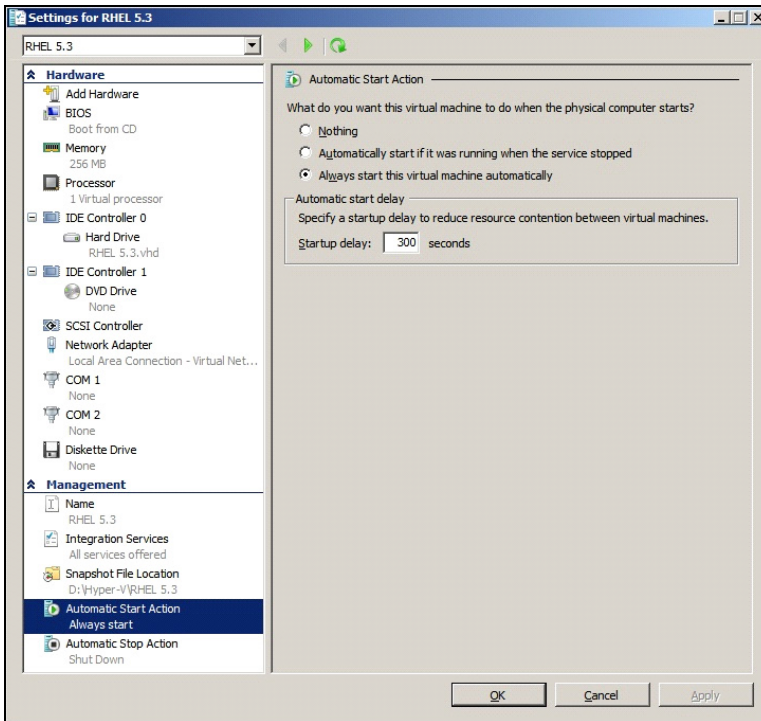 Settings for RHEL 5.3
RHEL 5.3
Hardware
Add Hardware
BIOS
Boot from CD
Memory
256 MB
Processor
1 Virtual processor
IDE Controller 0
Hard Drive
RHEL 5.3.vhd
IDE Controller 1
DVD Drive
None
SCSI Controller
Network Adapter
Local Area Connection - Virtual Net...
COM 1
None
COM 2
None
Diskette Drive
None
Management
Name
RHEL 5.3
Integration Services
All services offered
Snapshot File Location
D:\Hyper-V\RHEL 5.3
Automatic Start Action
Always start
Automatic Stop Action
Shut Down
Automatic Start Action
What do you want this virtual machine to do when the physical computer starts?
Nothing
Automatically start if it was running when the service stopped
Always start this virtual machine automatically
Automatic start delay
Specify a startup delay to reduce resource contention between virtual machines.
Startup delay: 300 seconds
OK Cancel Apply